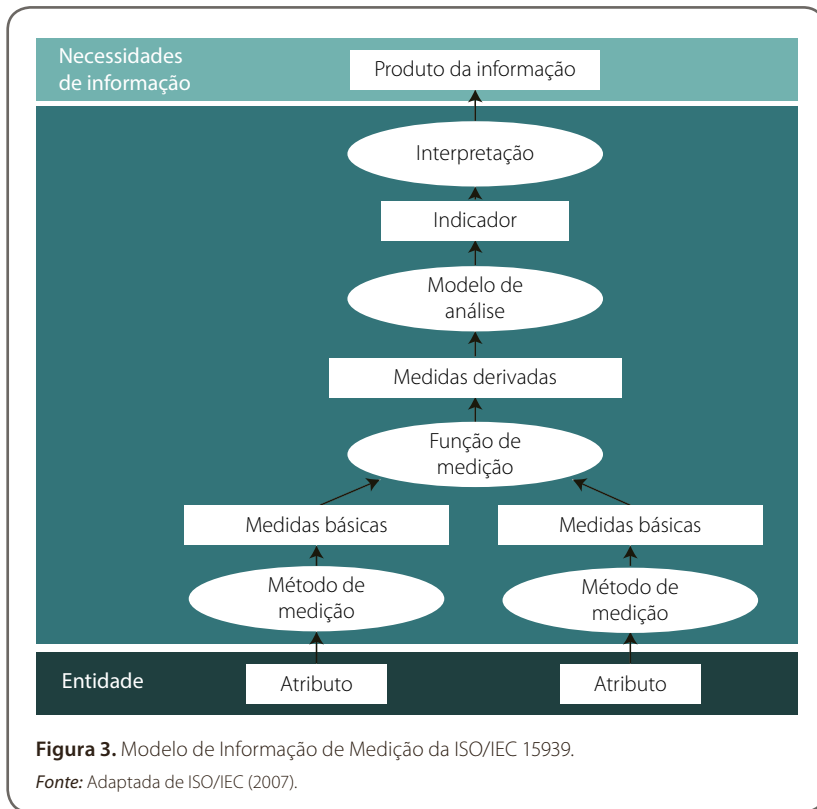 Necessidades
de informação
Produto da informação
Interpretação
Indicador
Modelo de
análise
Medidas derivadas
Função de
medição
Medidas básicas
Medidas básicas
Método de
medição
Método de
medição
Entidade
Atributo
Atributo
Figura 3. Modelo de Informação de Medição da ISO/IEC 15939.
Fonte: Adaptada de ISO/IEC (2007).